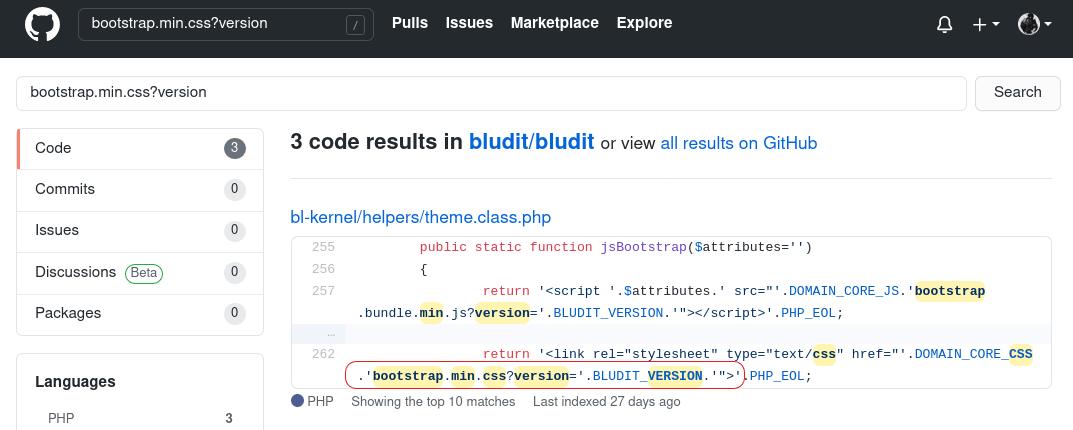 bootstrap.min.css?version / Pulls Issues Marketplace Explore
bootstrap.min.css?version Search
Code 3
Commits 0
Issues 0
Discussions Beta 0
Packages 0
Languages
PHP 3
3 code results in bludit/bludit or view all results on GitHub
bl-kernel/helpers/theme.class.php
255 public static function jsBootstrap($attributes='')
256 {
257 return '<script '.$attributes.' src="'.DOMAIN_CORE_JS.'bootstrap
.bundle.min.js?version='.BLUDIT_VERSION.'"></script>'.PHP_EOL;
…
262 return '<link rel="stylesheet" type="text/css" href="'.DOMAIN_CORE_CSS
.'bootstrap.min.css?version='.BLUDIT_VERSION.'">'.PHP_EOL;
PHP Showing the top 10 matches Last indexed 27 days ago